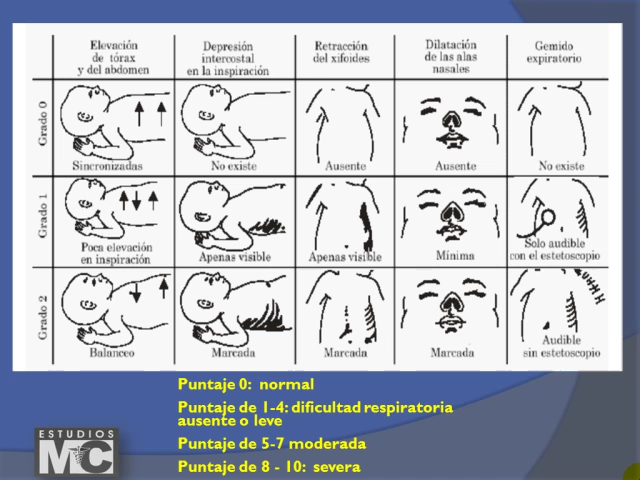 Elevación
de tórax
y del abdomen
Depresión
intercostal
en la inspiración
Retracción
del xifoides
Dilatación
de las alas
nasales
Gemido
expiratorio
Grado 0
Sincronizadas
No existe
Ausente
Ausente
No existe
Grado 1
Poca elevación
en inspiración
Apenas visible
Apenas visible
Mínima
Solo audible
con el estetoscopio
Grado 2
Balanceo
Marcada
Marcada
Marcada
Audible
sin estetoscopio
Puntaje 0: normal
Puntaje de 1-4: dificultad respiratoria
ausente o leve
Puntaje de 5-7 moderada
Puntaje de 8 - 10: severa
ESTUDIOS
MC